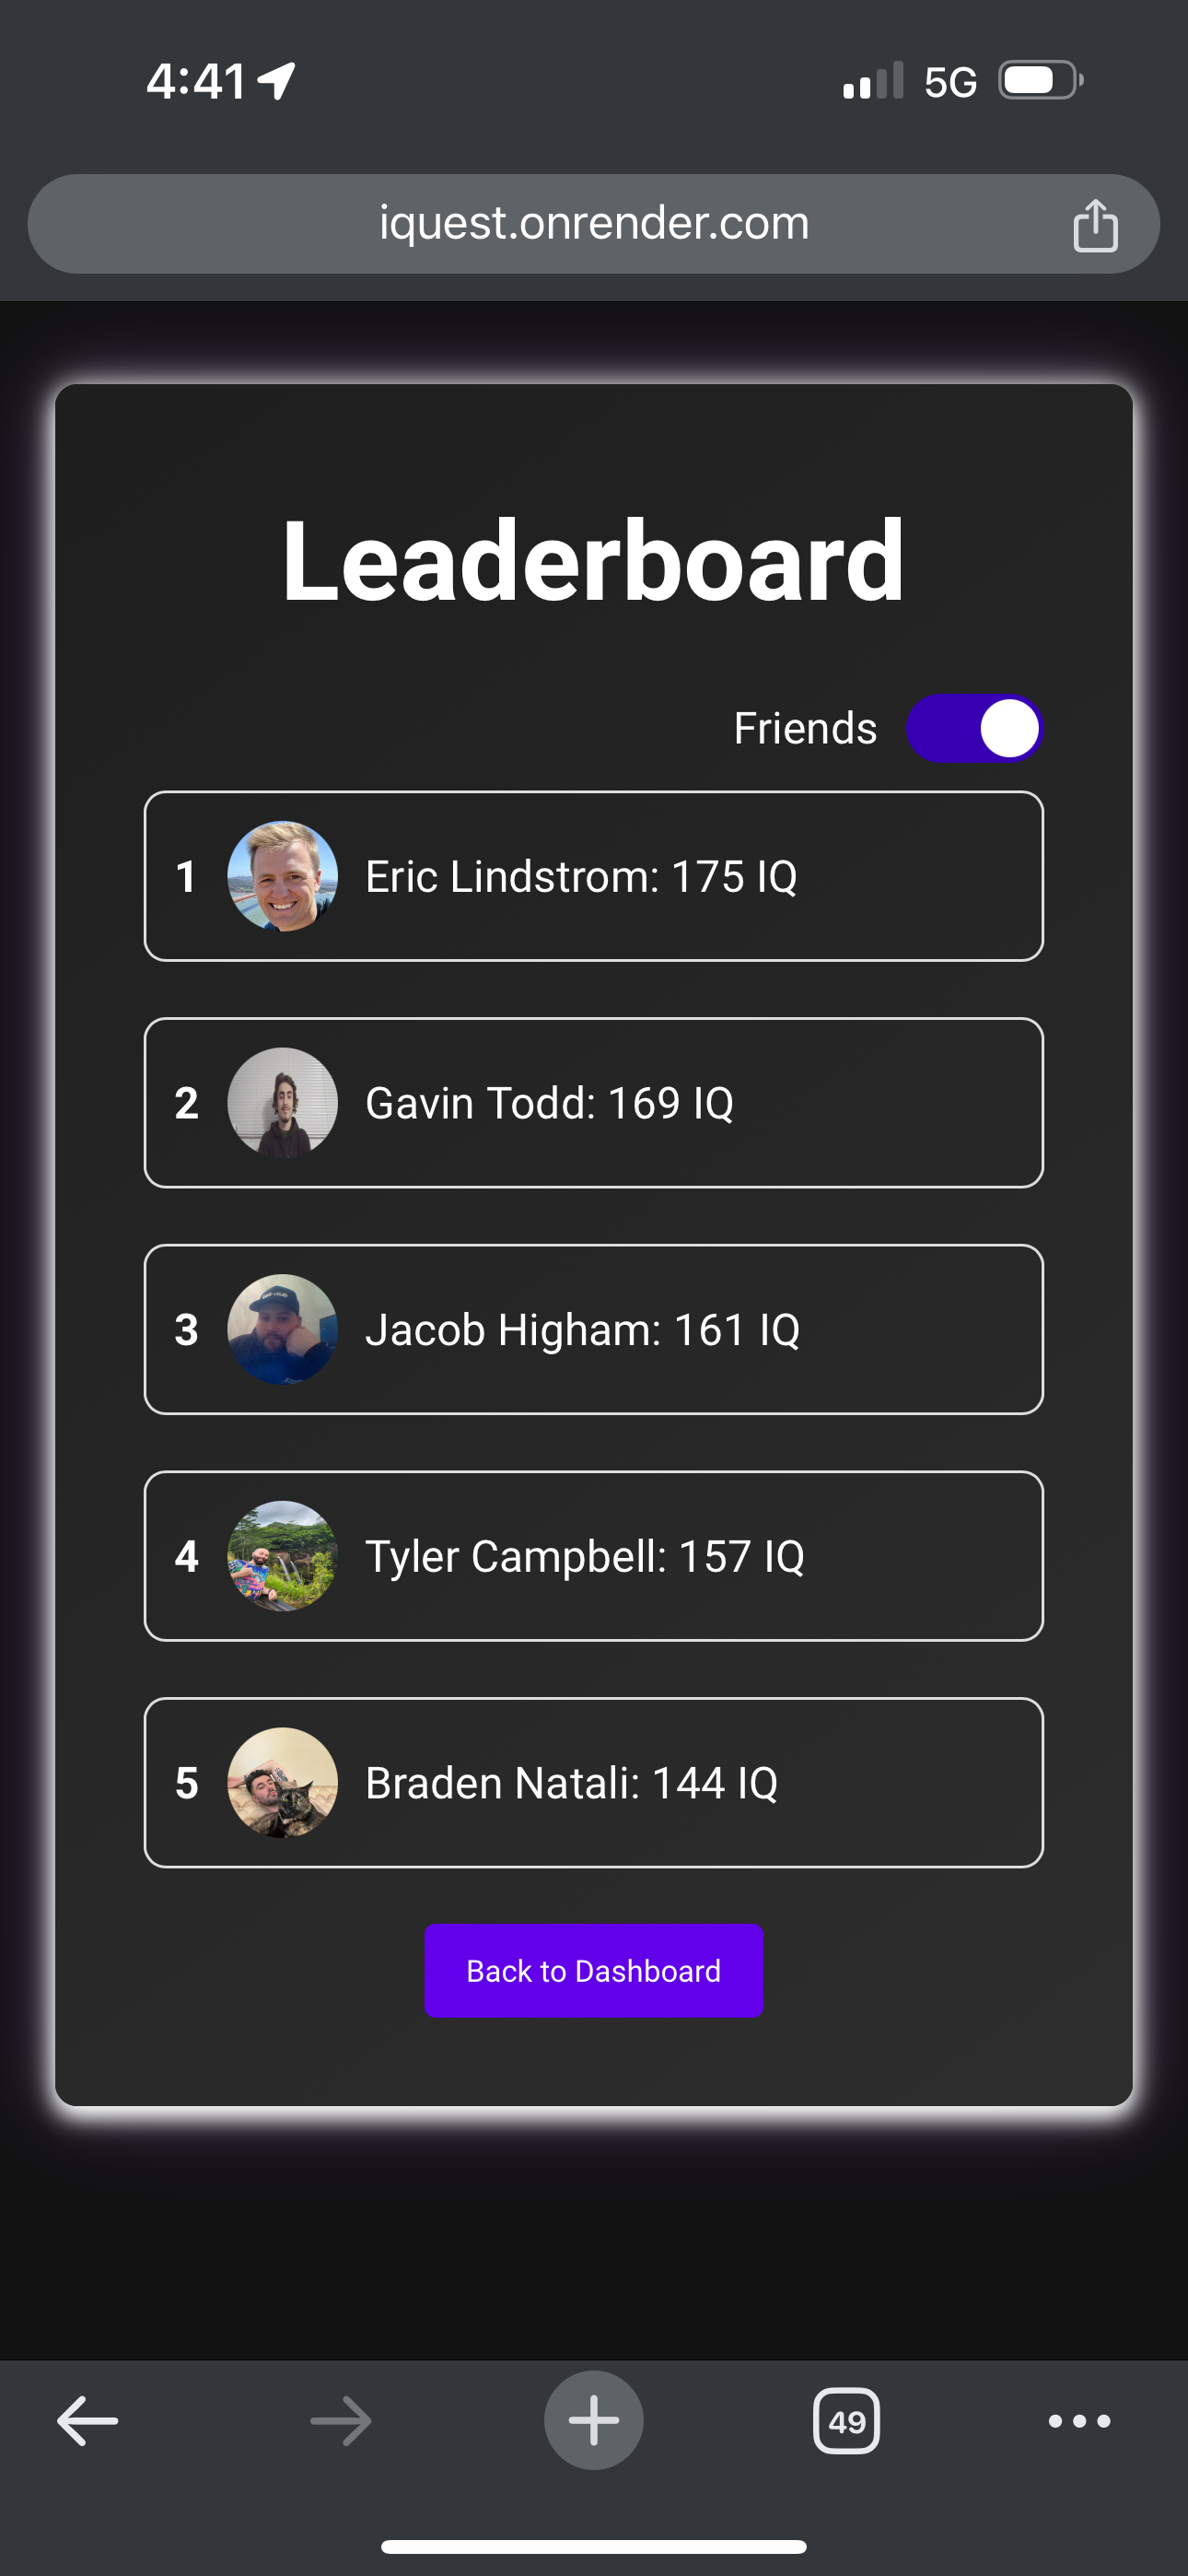 4:41
5G
iquest.onrender.com
Leaderboard
Friends
1 Eric Lindstrom: 175 IQ
2 Gavin Todd: 169 IQ
3 Jacob Higham: 161 IQ
4 Tyler Campbell: 157 IQ
5 Braden Natali: 144 IQ
Back to Dashboard
49